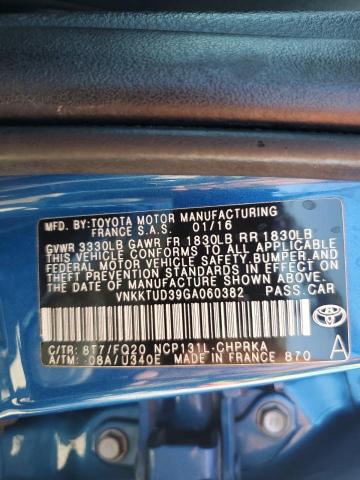 MFD. BY:TOYOTA MOTOR MANUFACTURING
FRANCE S.A.S. 01/16
GVWR 3330LB GAWR FR 1830LB RR 1830LB
THIS VEHICLE CONFORMS TO ALL APPLICABLE
FEDERAL MOTOR VEHICLE SAFETY, BUMPER, AND
THEFT PREVENTION STANDARDS IN EFFECT ON
THE DATE OF MANUFACTURE SHOWN ABOVE.
VNKKTUD39GA060382 PASS.CAR
C/TR: 8T7/FQ20 NCP131L-CHPRKA
A/TM: -08A/U340E MADE IN FRANCE 870
TOYOTA
A